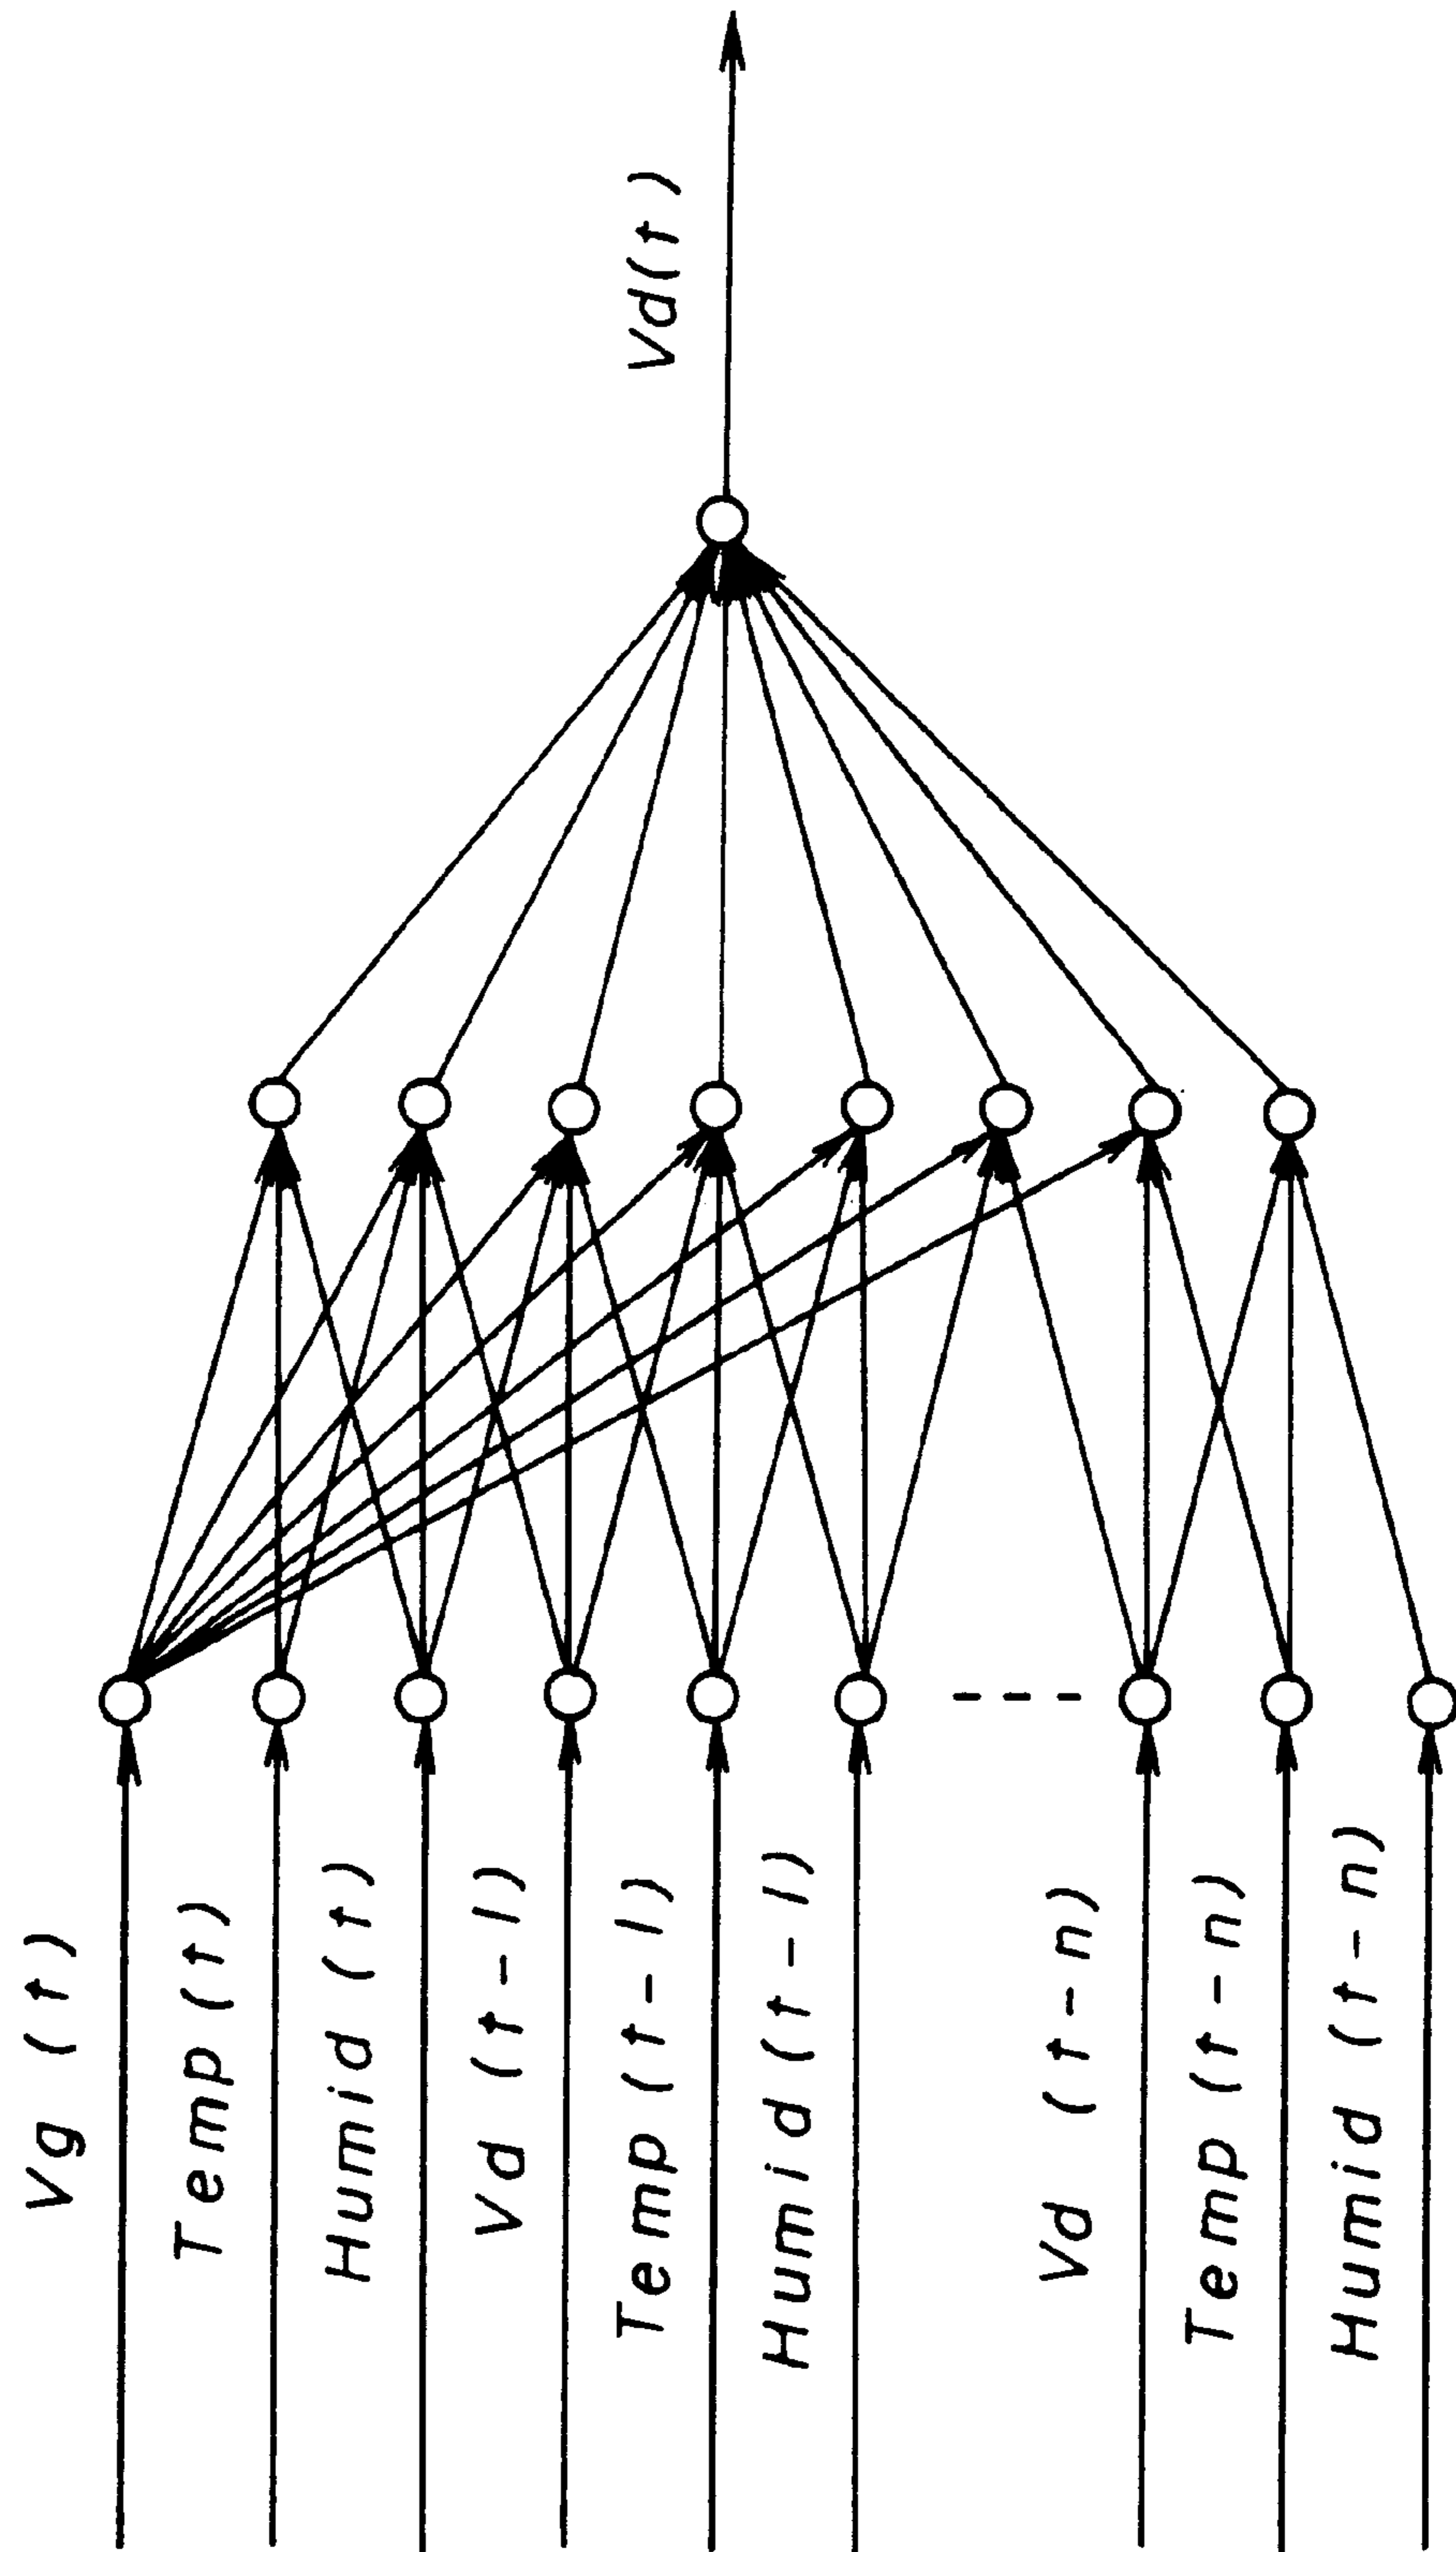 Vg (t)
Temp (t)
Humid (t)
Vd (t-1)
Temp (t-1)
Humid (t-1)
Vd (t-n)
Temp (t-n)
Humid (t-n)
Vd(t)